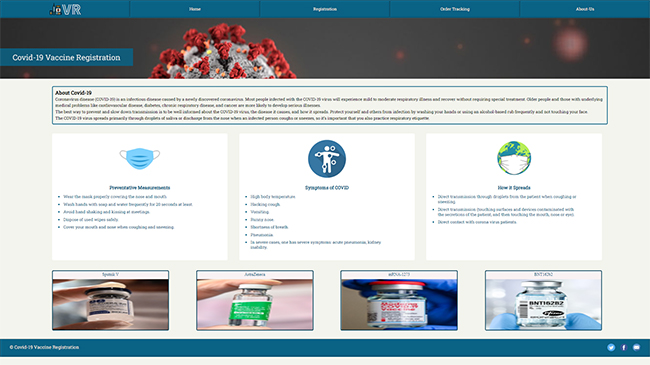 JOVR
Home
Registration
Order Tracking
About Us
Covid-19 Vaccine Registration
About Covid-19
Coronavirus disease (COVID-19) is an infectious disease caused by a newly discovered coronavirus. Most people infected with the COVID-19 virus will experience mild to moderate respiratory illness and recover without requiring special treatment. Older people and those with underlying
medical problems like cardiovascular disease, diabetes, chronic respiratory disease, and cancer are more likely to develop serious illnesses.
The best way to prevent and slow down transmission is to be well informed about the COVID-19 virus, the disease it causes, and how it spreads. Protect yourself and others from infection by washing your hands or using an alcohol-based rub frequently and not touching your face.
The COVID-19 virus spreads primarily through droplets of saliva or discharge from the nose when an infected person coughs or sneezes, so it's important that you also practice respiratory etiquette.
Preventative Measurements
Wear the mask properly covering the nose and mouth.
Wash hands with soap and water frequently for 20 seconds at least.
Avoid hand shaking and kissing at meetings.
Dispose of used wipes safely.
Cover your mouth and nose when coughing and sneezing.
Symptoms of COVID
High body temperature
Hacking cough
Vomiting
Runny nose
Shortness of breath
Pneumonia
In severe cases, one has severe symptoms: acute pneumonia, kidney
inability.
How it Spreads
Direct transmission through droplets from the patient when coughing or
sneezing.
Direct transmission: touching surfaces and devices contaminated with
the secretions of the patient, and then touching the mouth, nose or eyes.
Direct contact with corona virus patients.
Sputnik V
AstraZeneca
mRNA-1273
BNT162b2
BNT162B2
© Covid-19 Vaccine Registration